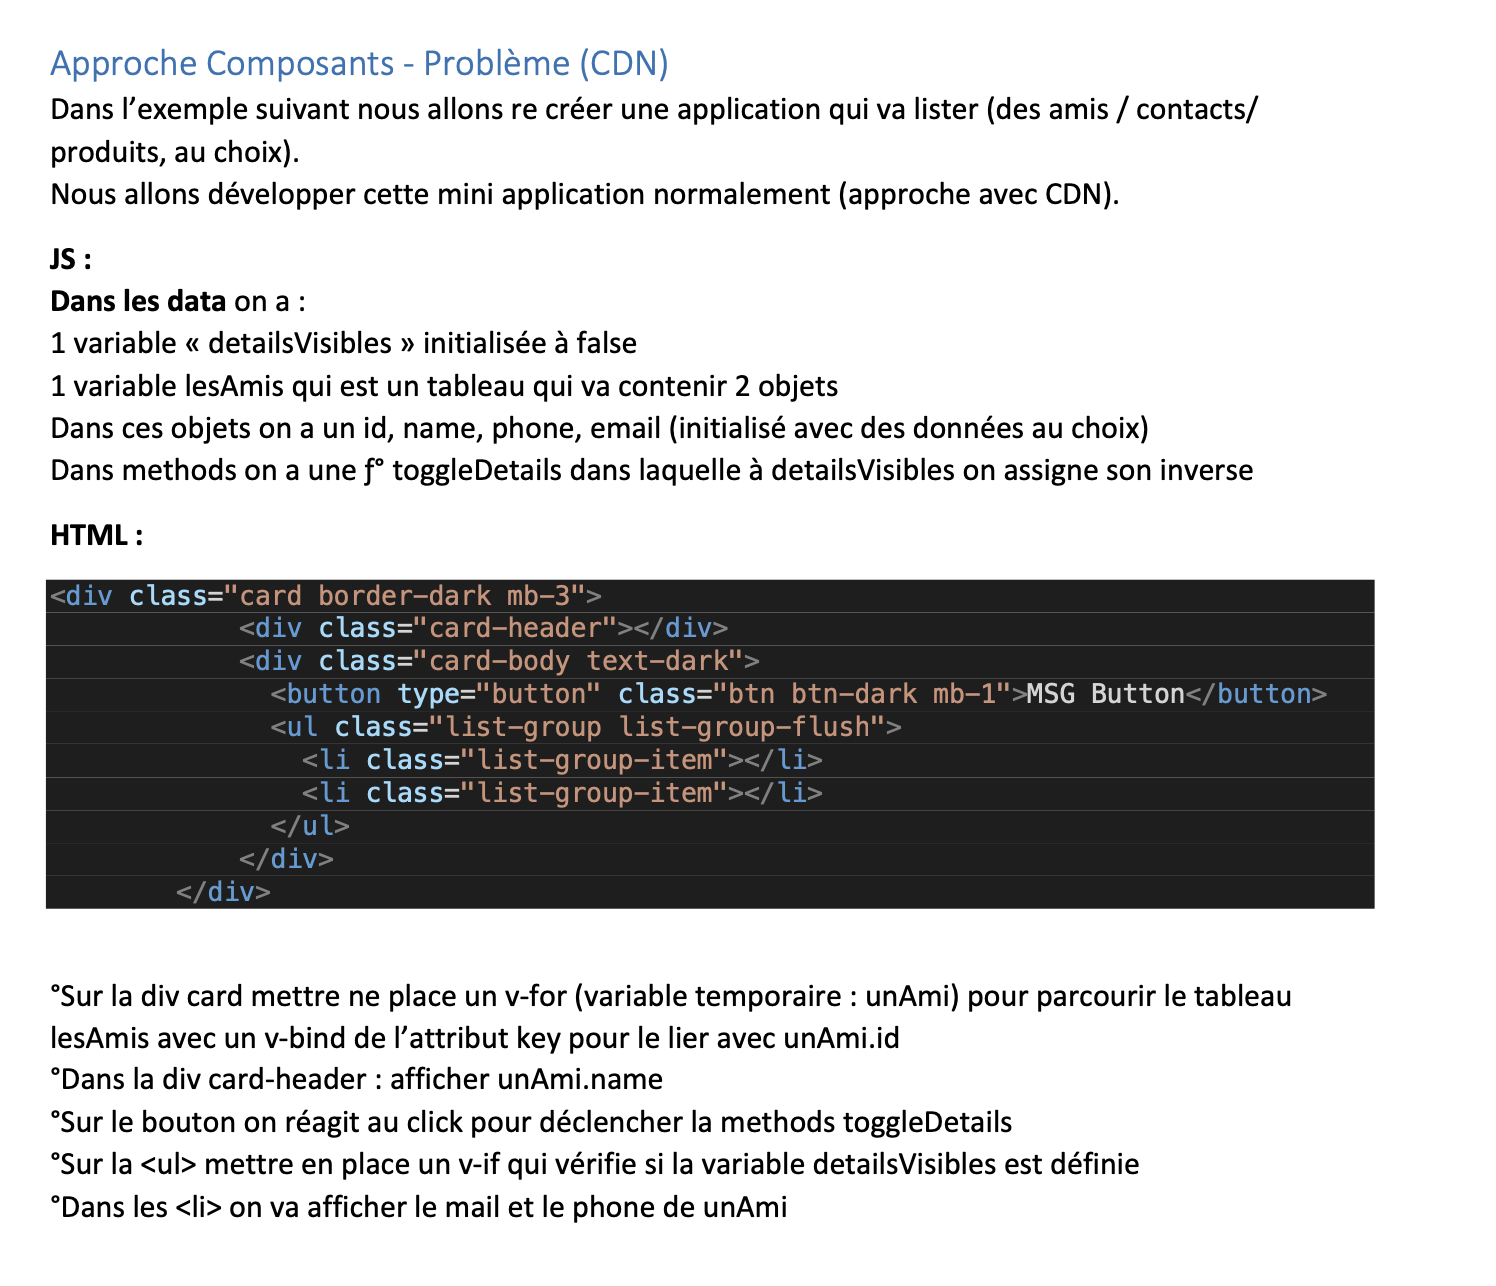 Approche Composants - Problème (CDN)
Dans l’exemple suivant nous allons re créer une application qui va lister (des amis / contacts/
produits, au choix).
Nous allons développer cette mini application normalement (approche avec CDN).
JS :
Dans les data on a :
1 variable « detailsVisibles » initialisée à false
1 variable lesAmis qui est un tableau qui va contenir 2 objets
Dans ces objets on a un id, name, phone, email (initialisé avec des données au choix)
Dans methods on a une ƒ° toggleDetails dans laquelle à detailsVisibles on assigne son inverse
HTML :
<div class="card border-dark mb-3">
<div class="card-header"></div>
<div class="card-body text-dark">
<button type="button" class="btn btn-dark mb-1">MSG Button</button>
<ul class="list-group list-group-flush">
<li class="list-group-item"></li>
<li class="list-group-item"></li>
</ul>
</div>
</div>
°Sur la div card mettre ne place un v-for (variable temporaire : unAmi) pour parcourir le tableau
lesAmis avec un v-bind de l’attribut key pour le lier avec unAmi.id
°Dans la div card-header : afficher unAmi.name
°Sur le bouton on réagit au click pour déclencher la methods toggleDetails
°Sur la <ul> mettre en place un v-if qui vérifie si la variable detailsVisibles est définie
°Dans les <li> on va afficher le mail et le phone de unAmi